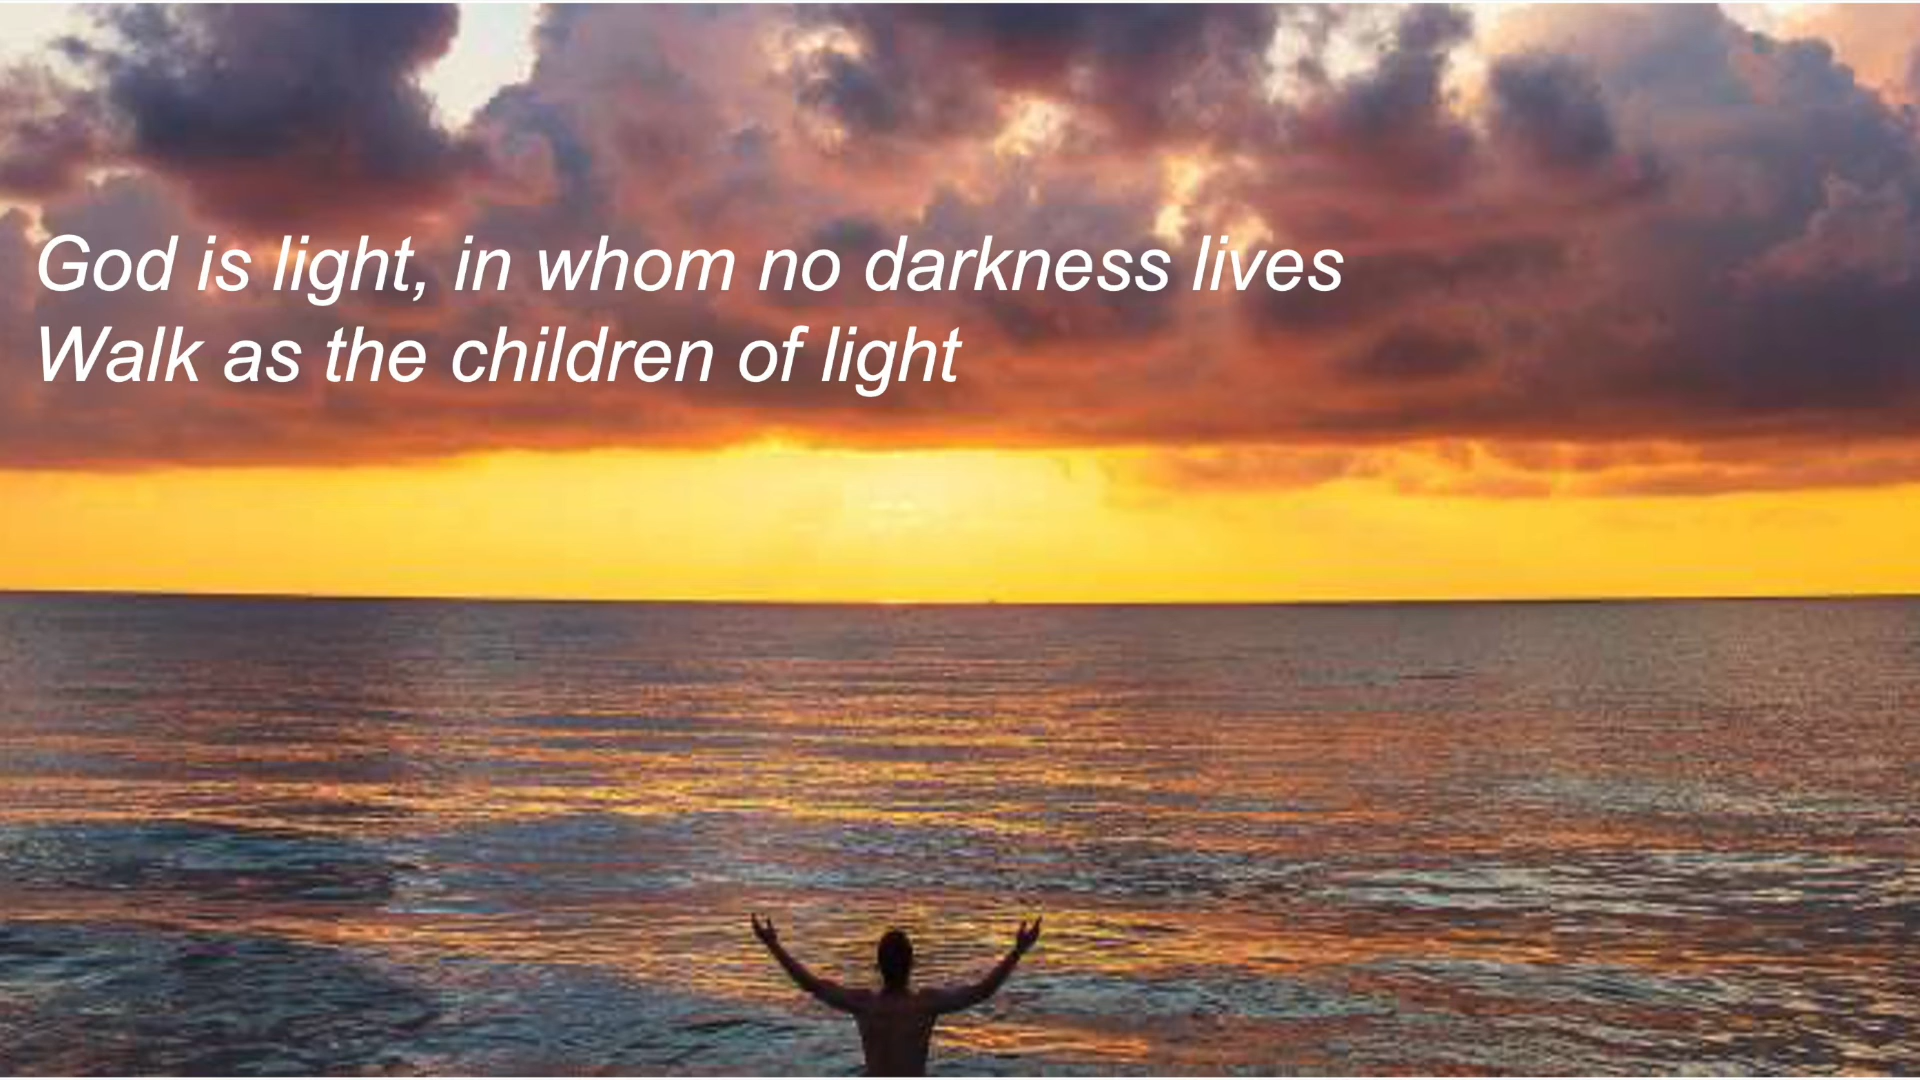 God is light, in whom no darkness lives
Walk as the children of light